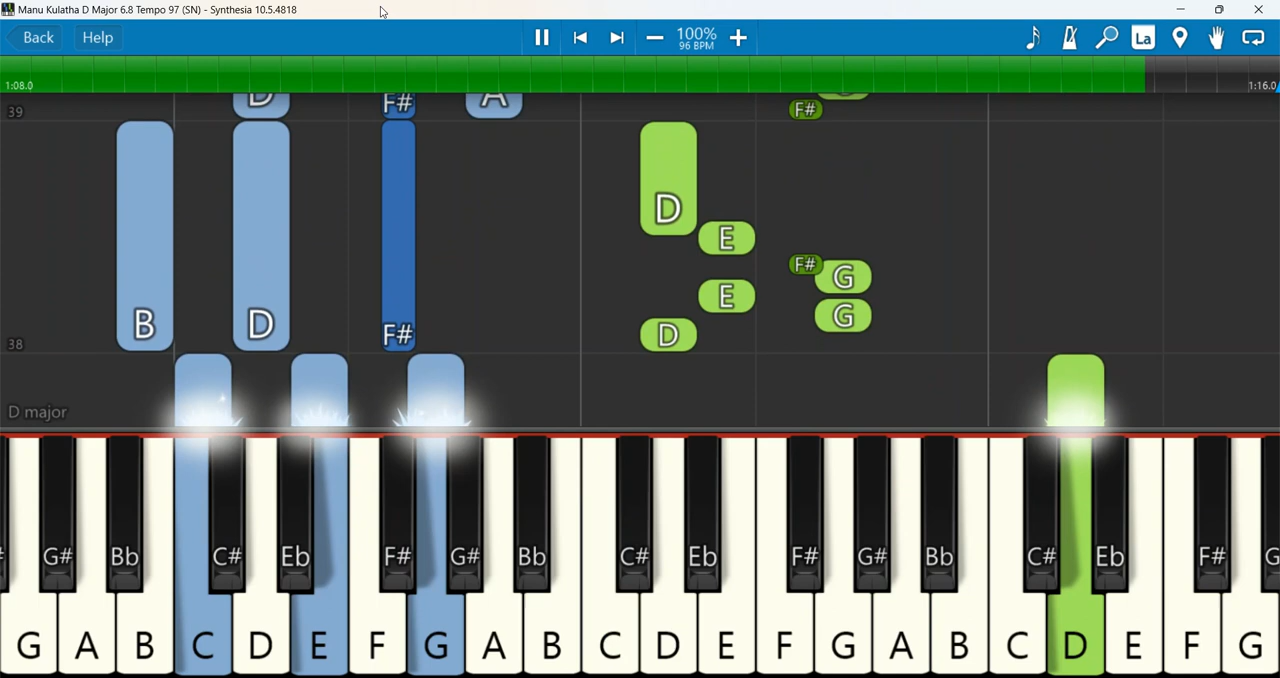 Manu Kulatha D Major 6.8 Tempo 97 (SN) - Synthesia 10.5.4818
Back Help 100% La
96 BPM
1:08.0 1:16.0
39 D F# A F#
D
E
F# G
E
B D F# D G
38
D major
G# Bb C# Eb F# G# Bb C# Eb F# G# Bb C# Eb F# G
G A B C D E F G A B C D E F G A B C D E F G